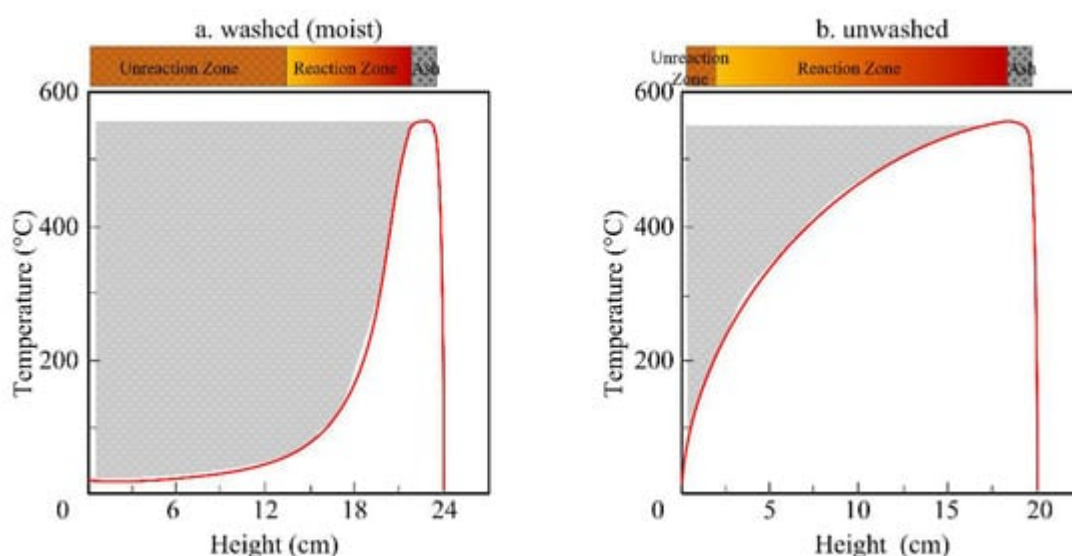 a. washed (moist)
Unreaction Zone
Reaction Zone
Ash
600
400
200
0
6
12
18
24
Temperature (°C)
Height (cm)
b. unwashed
Unreaction
Zone
Reaction Zone
Ash
600
400
200
0
5
10
15
20
Temperature (°C)
Height (cm)